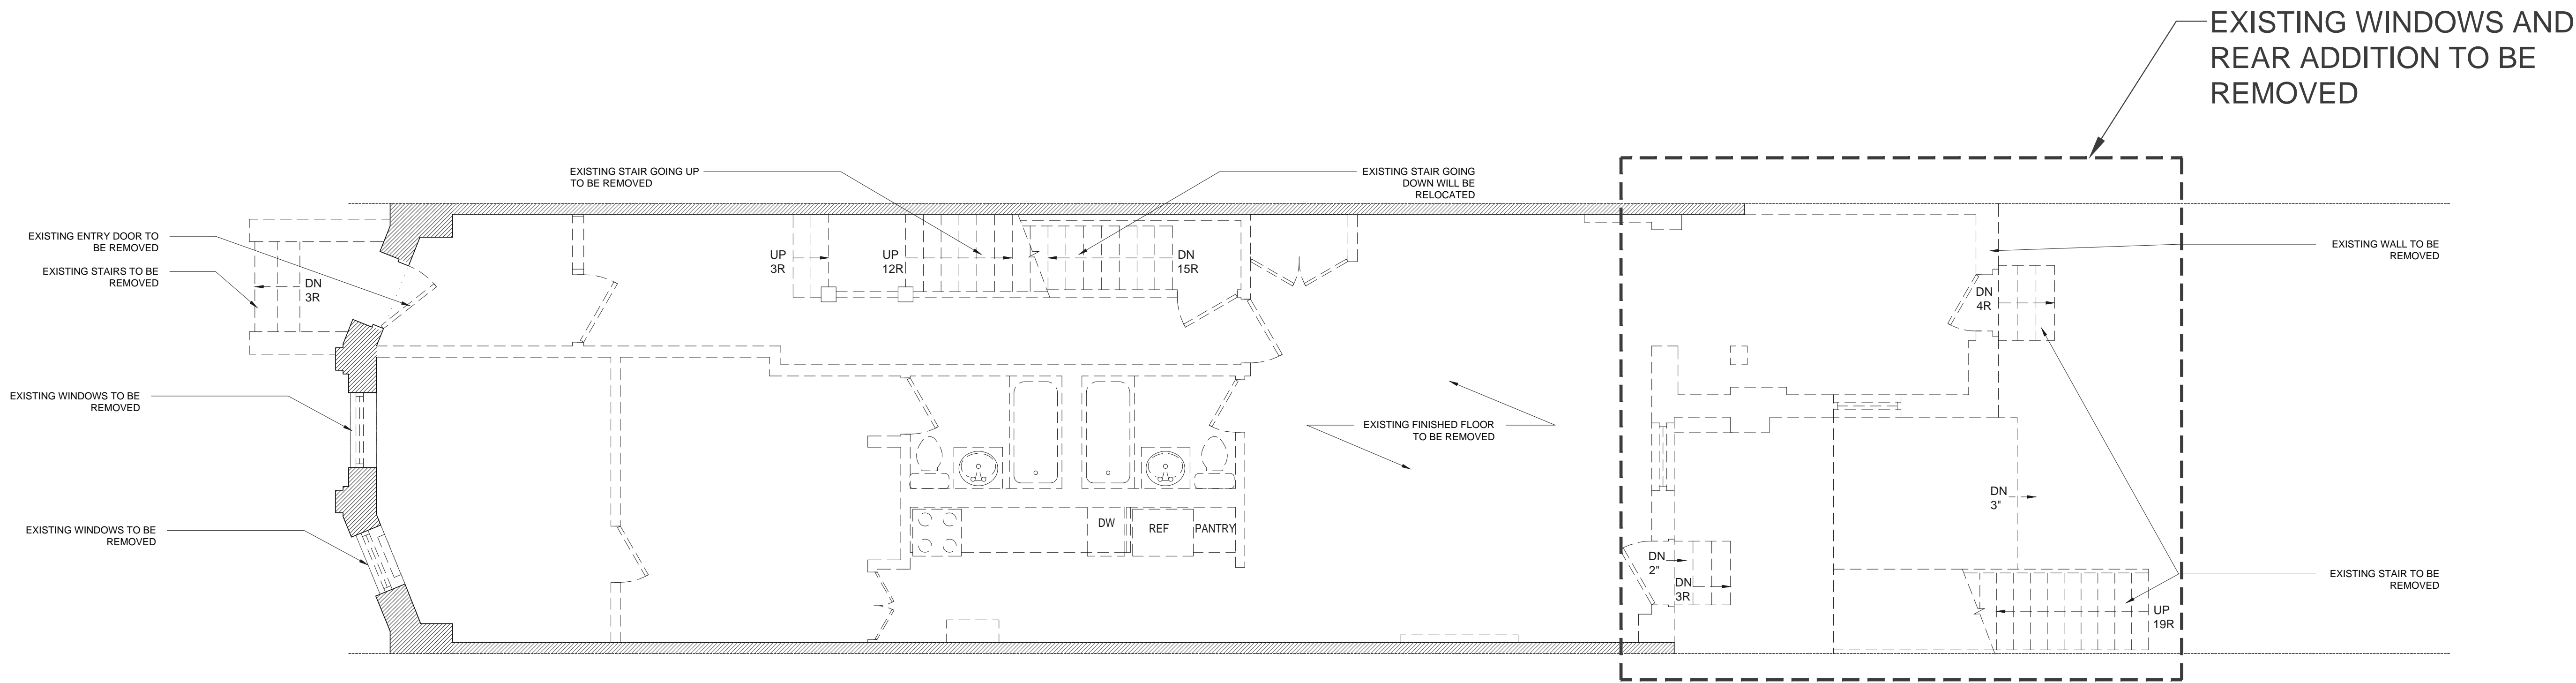 EXISTING WINDOWS AND
REAR ADDITION TO BE
REMOVED
EXISTING STAIR GOING UP
TO BE REMOVED
EXISTING STAIR GOING
DOWN WILL BE
RELOCATED
EXISTING ENTRY DOOR TO
BE REMOVED
EXISTING STAIRS TO BE
REMOVED
DN
3R
UP
3R
UP
12R
DN
15R
EXISTING WALL TO BE
REMOVED
DN
4R
EXISTING WINDOWS TO BE
REMOVED
EXISTING FINISHED FLOOR
TO BE REMOVED
EXISTING WINDOWS TO BE
REMOVED
DW
REF
PANTRY
DN
3"
DN
2"
DN
3R
EXISTING STAIR TO BE
REMOVED
UP
19R